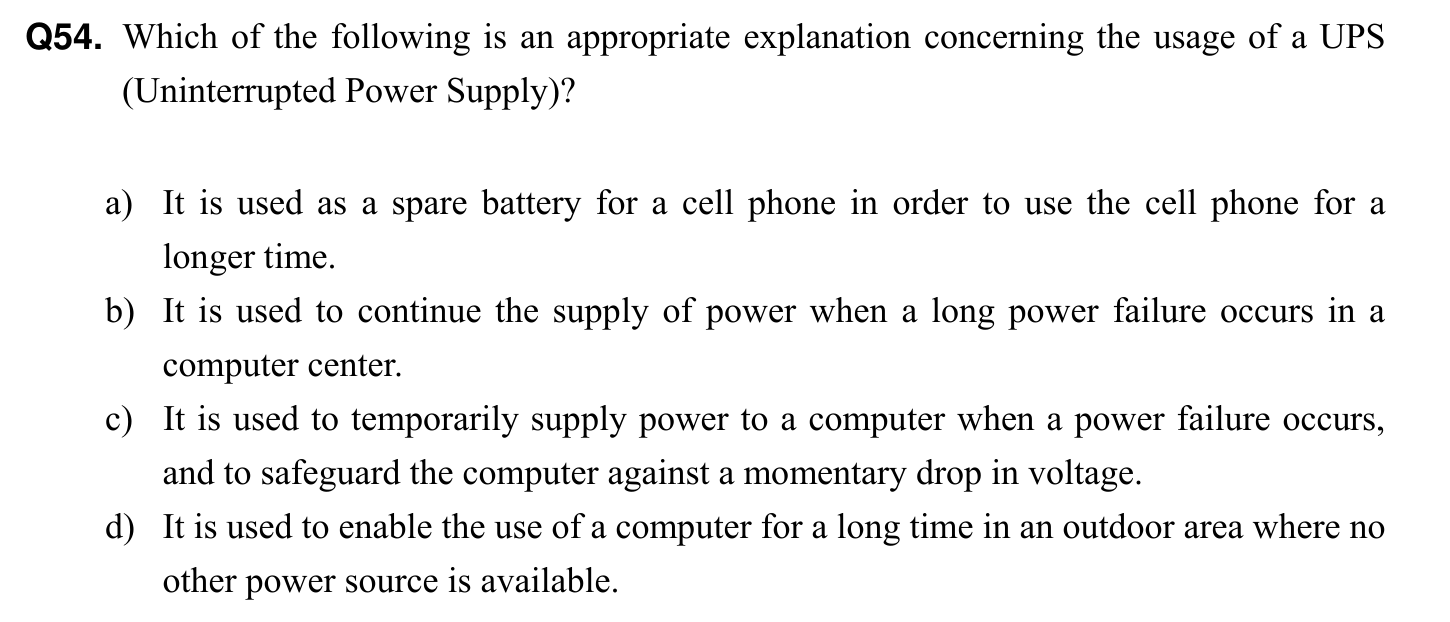 Q54. Which of the following is an appropriate explanation concerning the usage of a UPS
(Uninterrupted Power Supply)?
a) It is used as a spare battery for a cell phone in order to use the cell phone for a
longer time.
b) It is used to continue the supply of power when a long power failure occurs in a
computer center.
c) It is used to temporarily supply power to a computer when a power failure occurs,
and to safeguard the computer against a momentary drop in voltage.
d) It is used to enable the use of a computer for a long time in an outdoor area where no
other power source is available.